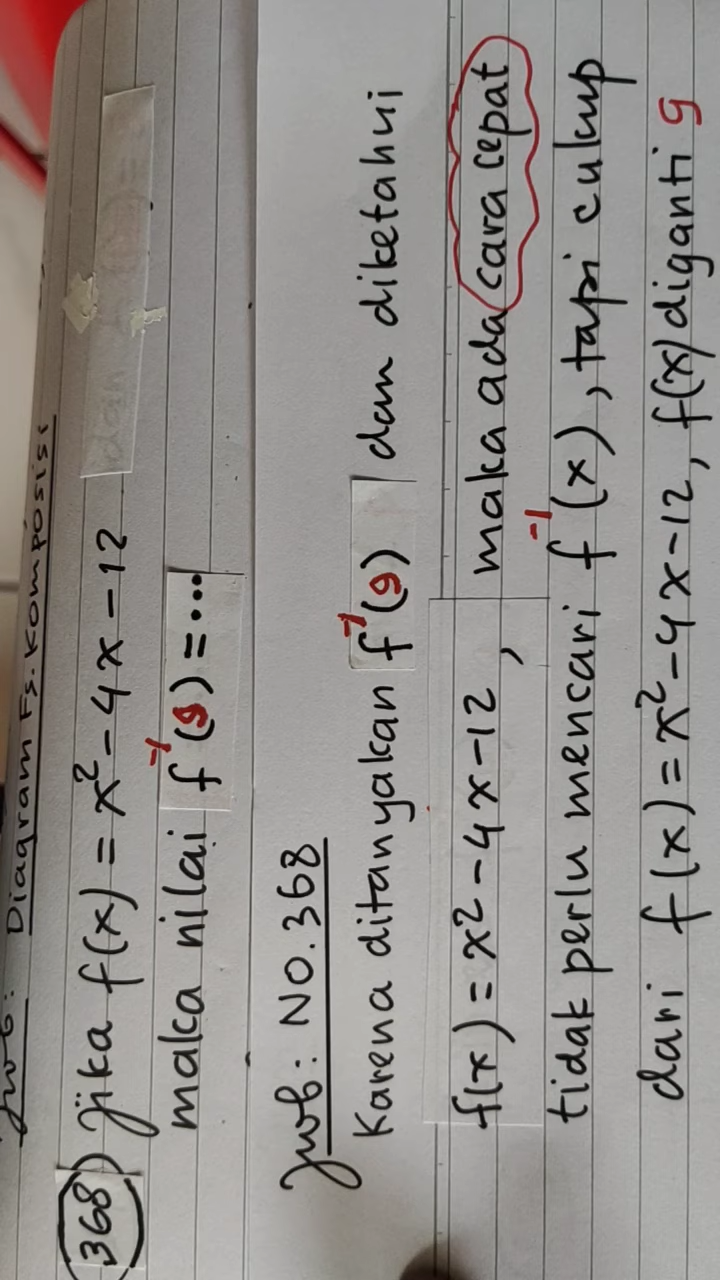 Jwb: Diagram Fs. Komposisi
368) Jika f(x) = x² - 4x - 12
maka nilai f⁻¹(9) = ...
Jwb: NO. 368
Karena ditanyakan f⁻¹(9) dan diketahui
f(x) = x² - 4x - 12, maka ada cara cepat
tidak perlu mencari f⁻¹(x), tapi cukup
dari f(x) = x² - 4x - 12, f(x) diganti 9